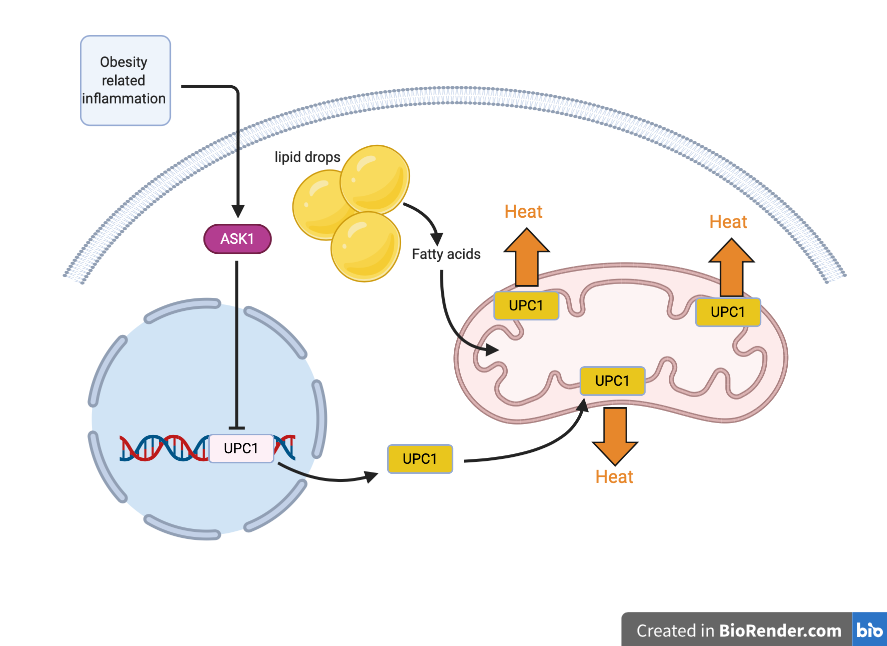 Obesity
related
inflammation
lipid drops
ASK1
Fatty acids
Heat
Heat
UPC1
UPC1
UPC1
UPC1
UPC1
Heat
Created in BioRender.com bio